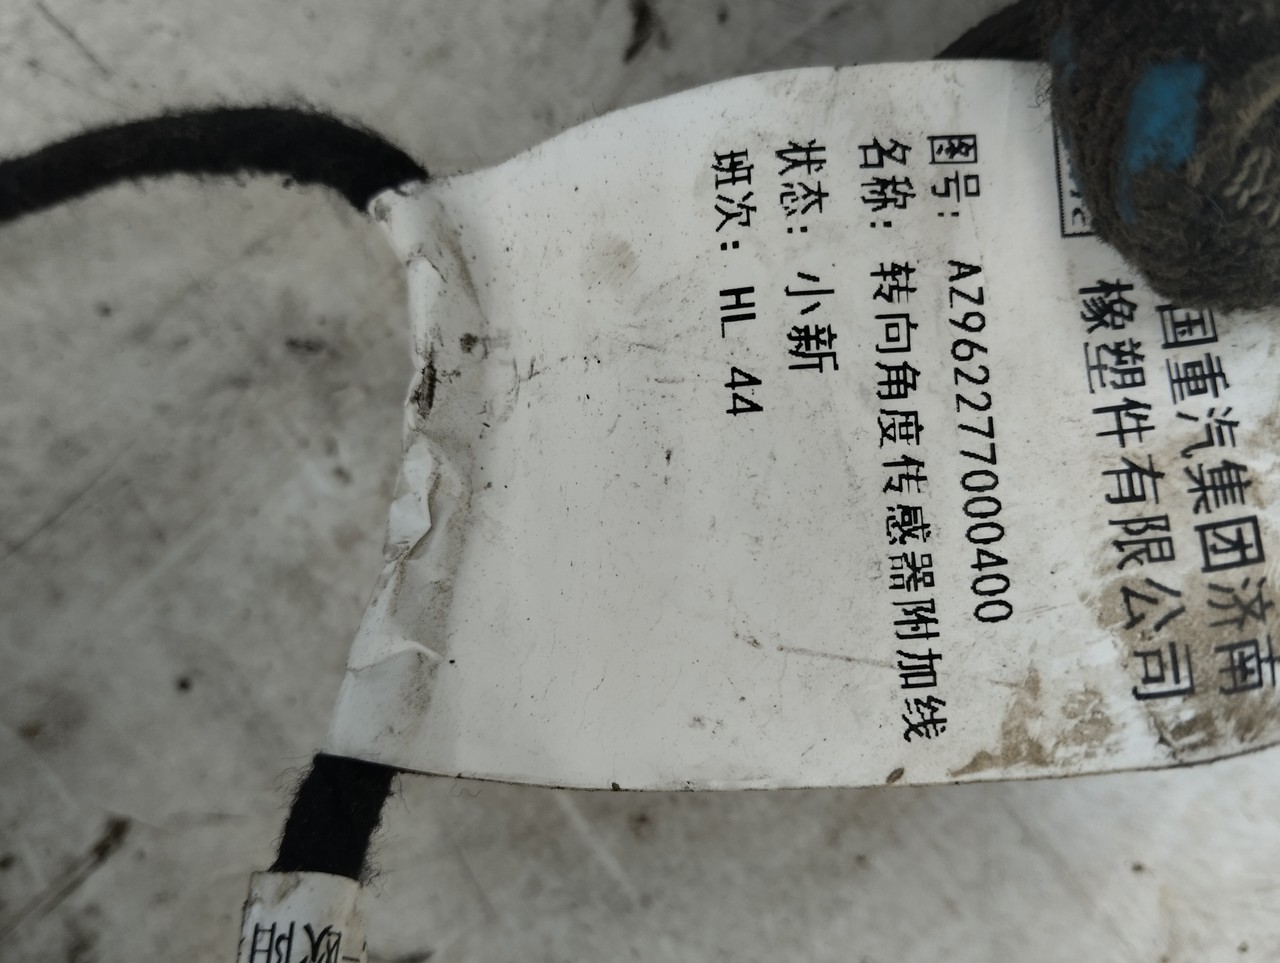 国重汽集团济南
橡塑件有限公司
图号: AZ962277000400
名称: 转向角度传感器附加线
状态: 小新
班次: HL 44